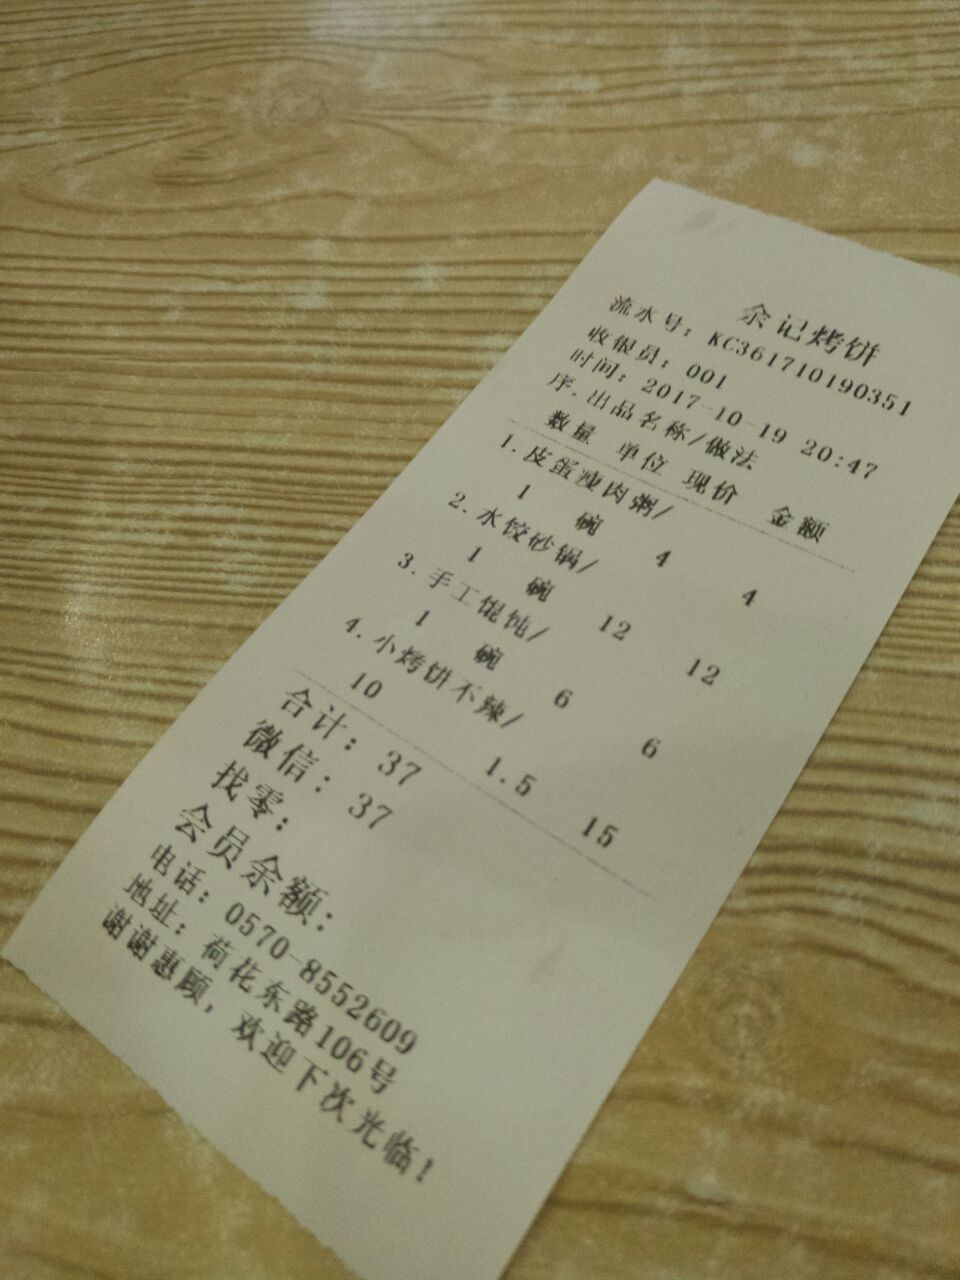 余记烤饼
流水号: KC361710190351
收银员: 001
时间: 2017-10-19 20:47
序.出品名称/做法
数量 单位 现价 金额
1.皮蛋瘦肉粥/
1 碗 4 4
2.水饺砂锅/
1 碗 12 12
3.手工馄饨/
1 碗 6 6
4.小烤饼不辣/
10 1.5 15
合计: 37
微信: 37
找零:
会员余额:
电话: 0570-8552609
地址: 荷花东路106号
谢谢惠顾, 欢迎下次光临!